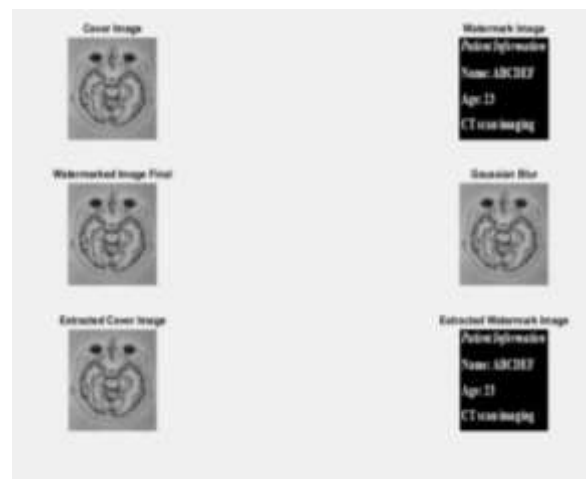 Cover Image
Watermark Image
Patient Information
Name: ABCDEF
Age: 23
CT scan imaging
Watermarked Image Final
Gaussian Blur
Extracted Cover Image
Extracted Watermark Image
Patient Information
Name: ABCDEF
Age: 23
CT scan imaging